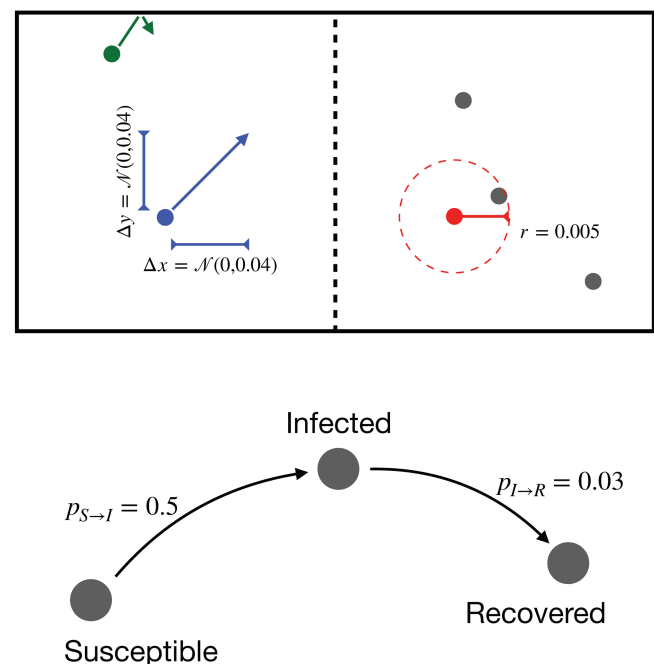 Δy = 𝒩(0,0.04)
Δx = 𝒩(0,0.04)
r = 0.005
Infected
p_{S→I} = 0.5
p_{I→R} = 0.03
Recovered
Susceptible